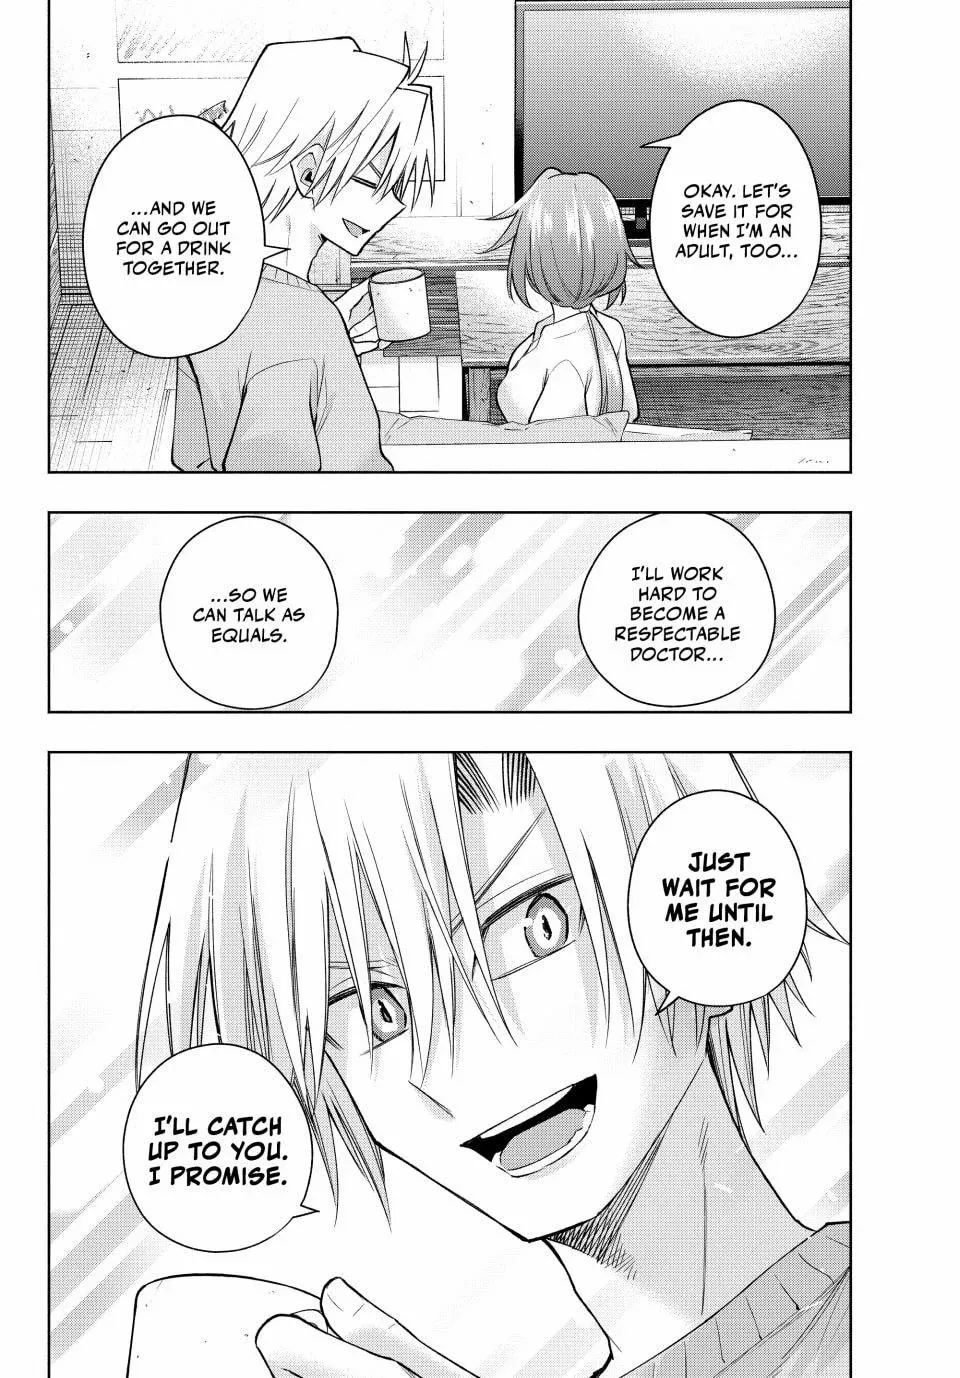 OKAY. LET'S
SAVE IT FOR
WHEN I'M AN
ADULT, TOO...
...AND WE
CAN GO OUT
FOR A DRINK
TOGETHER.
I'LL WORK
HARD TO
BECOME A
RESPECTABLE
DOCTOR...
...SO WE
CAN TALK AS
EQUALS.
JUST
WAIT FOR
ME UNTIL
THEN.
I'LL CATCH
UP TO YOU.
I PROMISE.